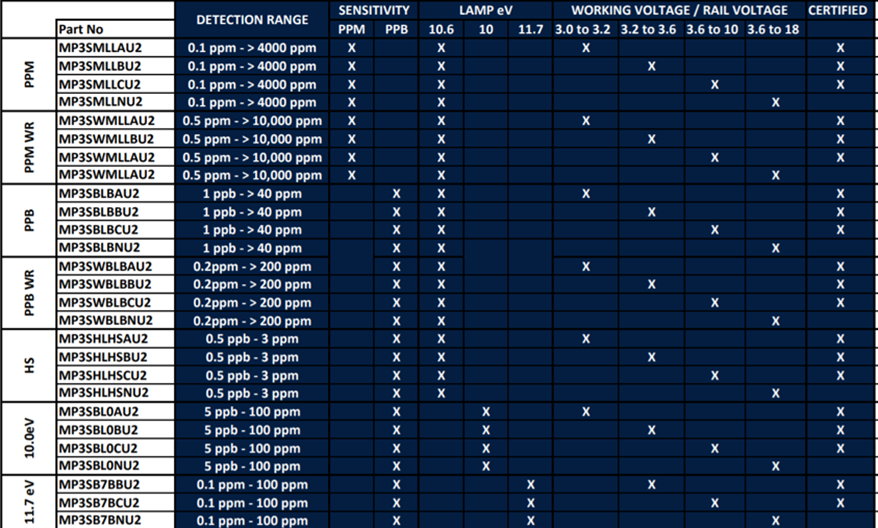 DETECTION RANGE SENSITIVITY LAMP eV WORKING VOLTAGE / RAIL VOLTAGE CERTIFIED
Part No PPM PPB 10.6 10 11.7 3.0 to 3.2 3.2 to 3.6 3.6 to 10 3.6 to 18
PPM
MP3SMLLAU2 0.1 ppm - > 4000 ppm X X X X
MP3SMLLBU2 0.1 ppm - > 4000 ppm X X X X
MP3SMLLCU2 0.1 ppm - > 4000 ppm X X X X
MP3SMLLNU2 0.1 ppm - > 4000 ppm X X X
PPM WR
MP3SWMLLAU2 0.5 ppm - > 10,000 ppm X X X X
MP3SWMLLBU2 0.5 ppm - > 10,000 ppm X X X X
MP3SWMLLAU2 0.5 ppm - > 10,000 ppm X X X X
MP3SWMLLAU2 0.5 ppm - > 10,000 ppm X X X
PPB
MP3SBLBAU2 1 ppb - > 40 ppm X X X X
MP3SBLBBU2 1 ppb - > 40 ppm X X X X
MP3SBLBCU2 1 ppb - > 40 ppm X X X X
MP3SBLBNU2 1 ppb - > 40 ppm X X X
PPB WR
MP3SWBLBAU2 0.2ppm - > 200 ppm X X X X
MP3SWBLBBU2 0.2ppm - > 200 ppm X X X X
MP3SWBLBCU2 0.2ppm - > 200 ppm X X X X
MP3SWBLBNU2 0.2ppm - > 200 ppm X X X
HS
MP3SHLHSAU2 0.5 ppb - 3 ppm X X X X
MP3SHLHSBU2 0.5 ppb - 3 ppm X X X X
MP3SHLHSCU2 0.5 ppb - 3 ppm X X X X
MP3SHLHSNU2 0.5 ppb - 3 ppm X X X
10.0eV
MP3SBL0AU2 5 ppb - 100 ppm X X X X
MP3SBL0BU2 5 ppb - 100 ppm X X X X
MP3SBL0CU2 5 ppb - 100 ppm X X X X
MP3SBL0NU2 5 ppb - 100 ppm X X X
11.7 eV
MP3SB7BBU2 0.1 ppm - 100 ppm X X X X
MP3SB7BCU2 0.1 ppm - 100 ppm X X X X
MP3SB7BNU2 0.1 ppm - 100 ppm X X X